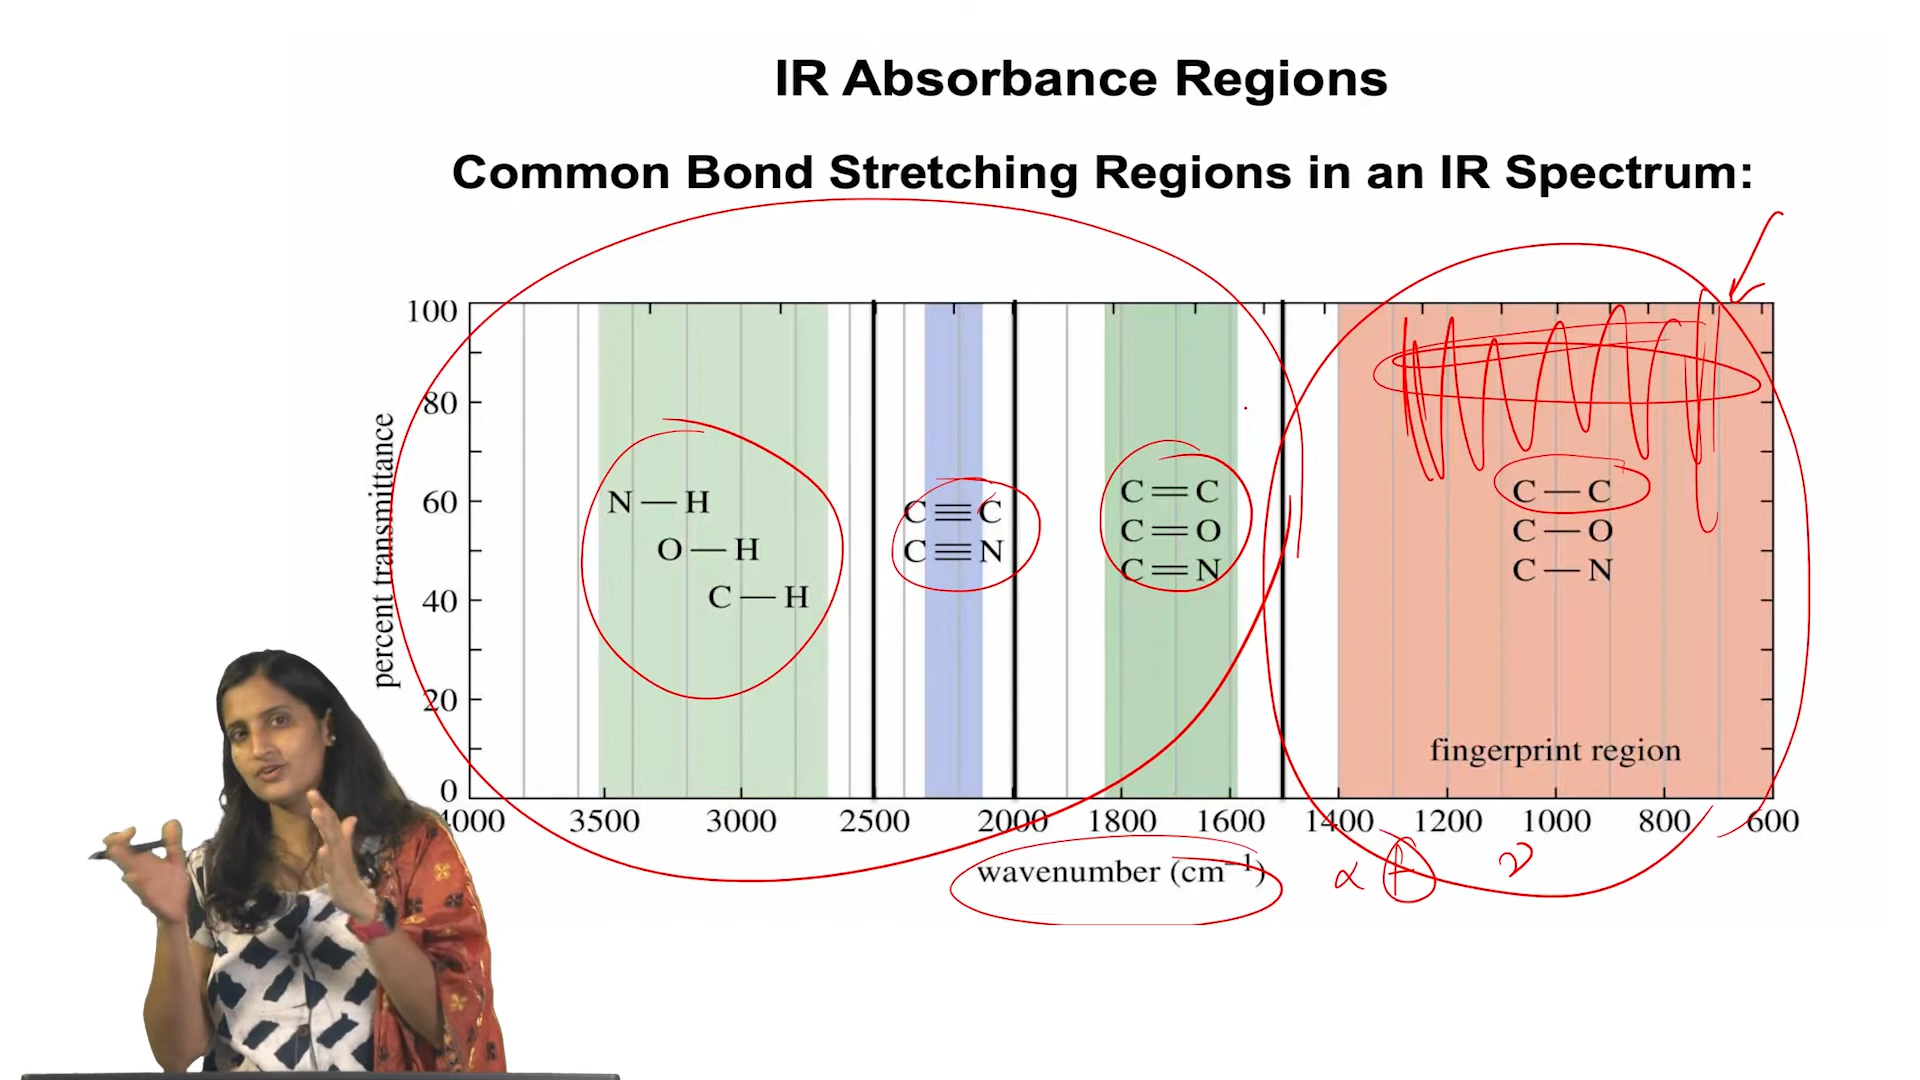 IR Absorbance Regions
Common Bond Stretching Regions in an IR Spectrum:
percent transmittance
100
80
60
40
20
0
N—H
O—H
C—H
C≡C
C≡N
C=C
C=O
C=N
C—C
C—O
C—N
fingerprint region
4000 3500 3000 2500 2000 1800 1600 1400 1200 1000 800 600
wavenumber (cm⁻¹)